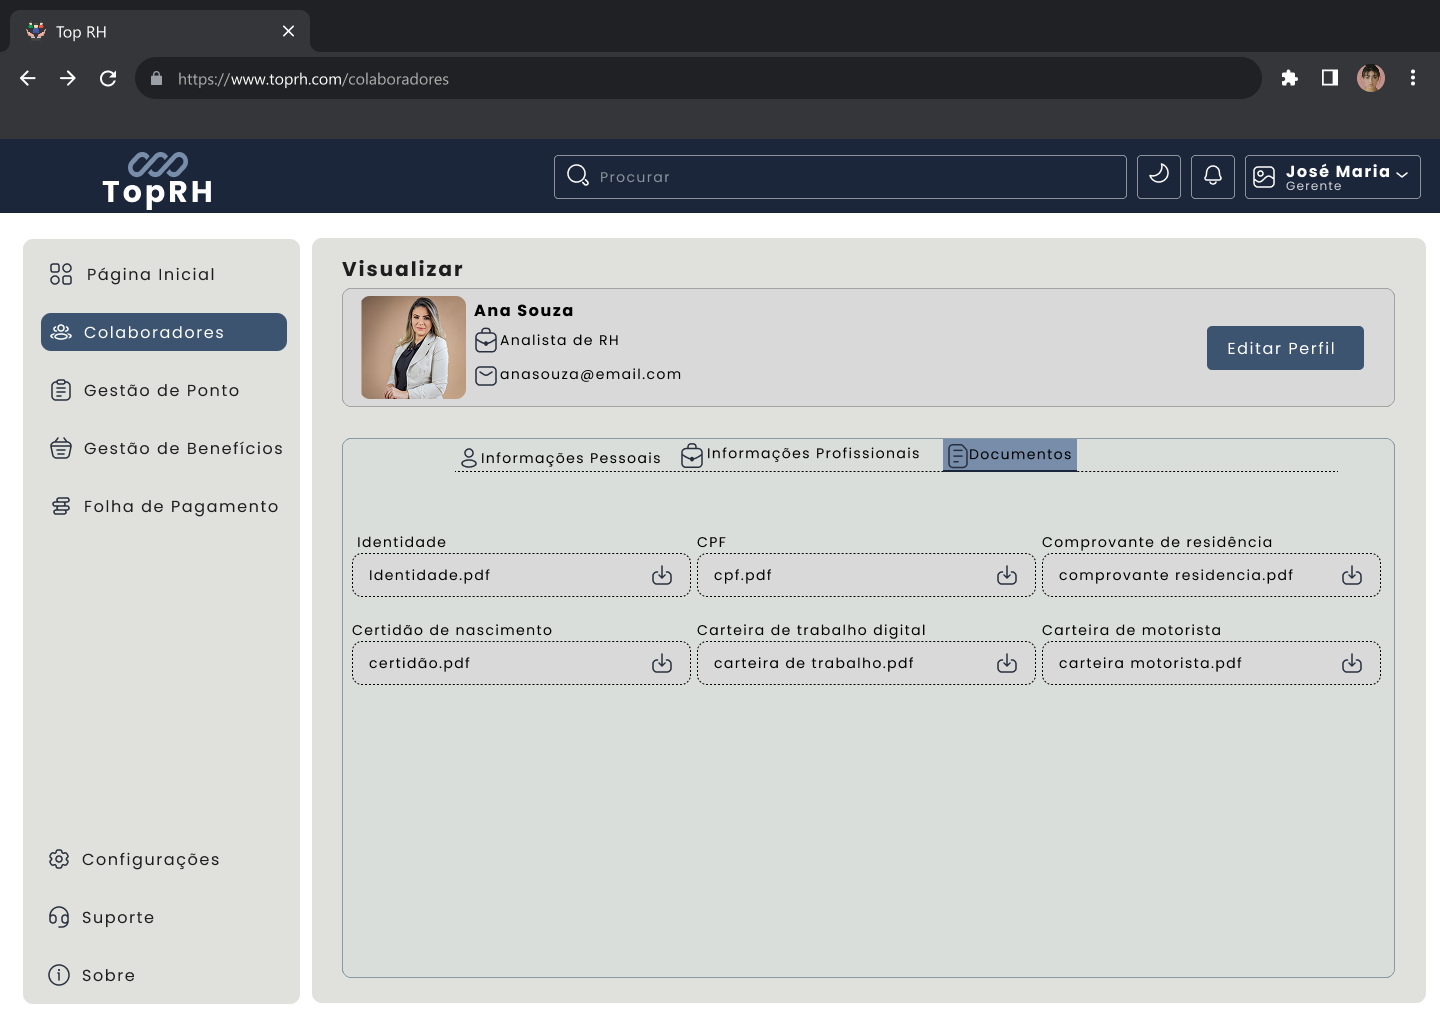 Top RH
https://www.toprh.com/colaboradores
TopRH
Procurar
José Maria
Gerente
Página Inicial
Colaboradores
Gestão de Ponto
Gestão de Benefícios
Folha de Pagamento
Configurações
Suporte
Sobre
Visualizar
Ana Souza
Analista de RH
anasouza@email.com
Editar Perfil
Informações Pessoais
Informações Profissionais
Documentos
Identidade
CPF
Comprovante de residência
Identidade.pdf
cpf.pdf
comprovante residencia.pdf
Certidão de nascimento
Carteira de trabalho digital
Carteira de motorista
certidão.pdf
carteira de trabalho.pdf
carteira motorista.pdf